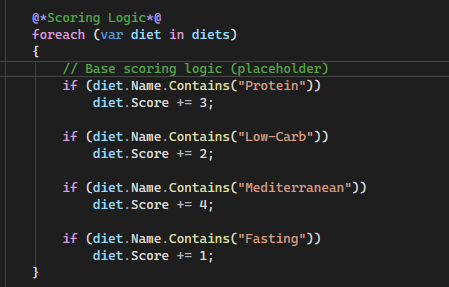 @*Scoring Logic*@
foreach (var diet in diets)
{
// Base scoring logic (placeholder)
if (diet.Name.Contains("Protein"))
diet.Score += 3;
if (diet.Name.Contains("Low-Carb"))
diet.Score += 2;
if (diet.Name.Contains("Mediterranean"))
diet.Score += 4;
if (diet.Name.Contains("Fasting"))
diet.Score += 1;
}